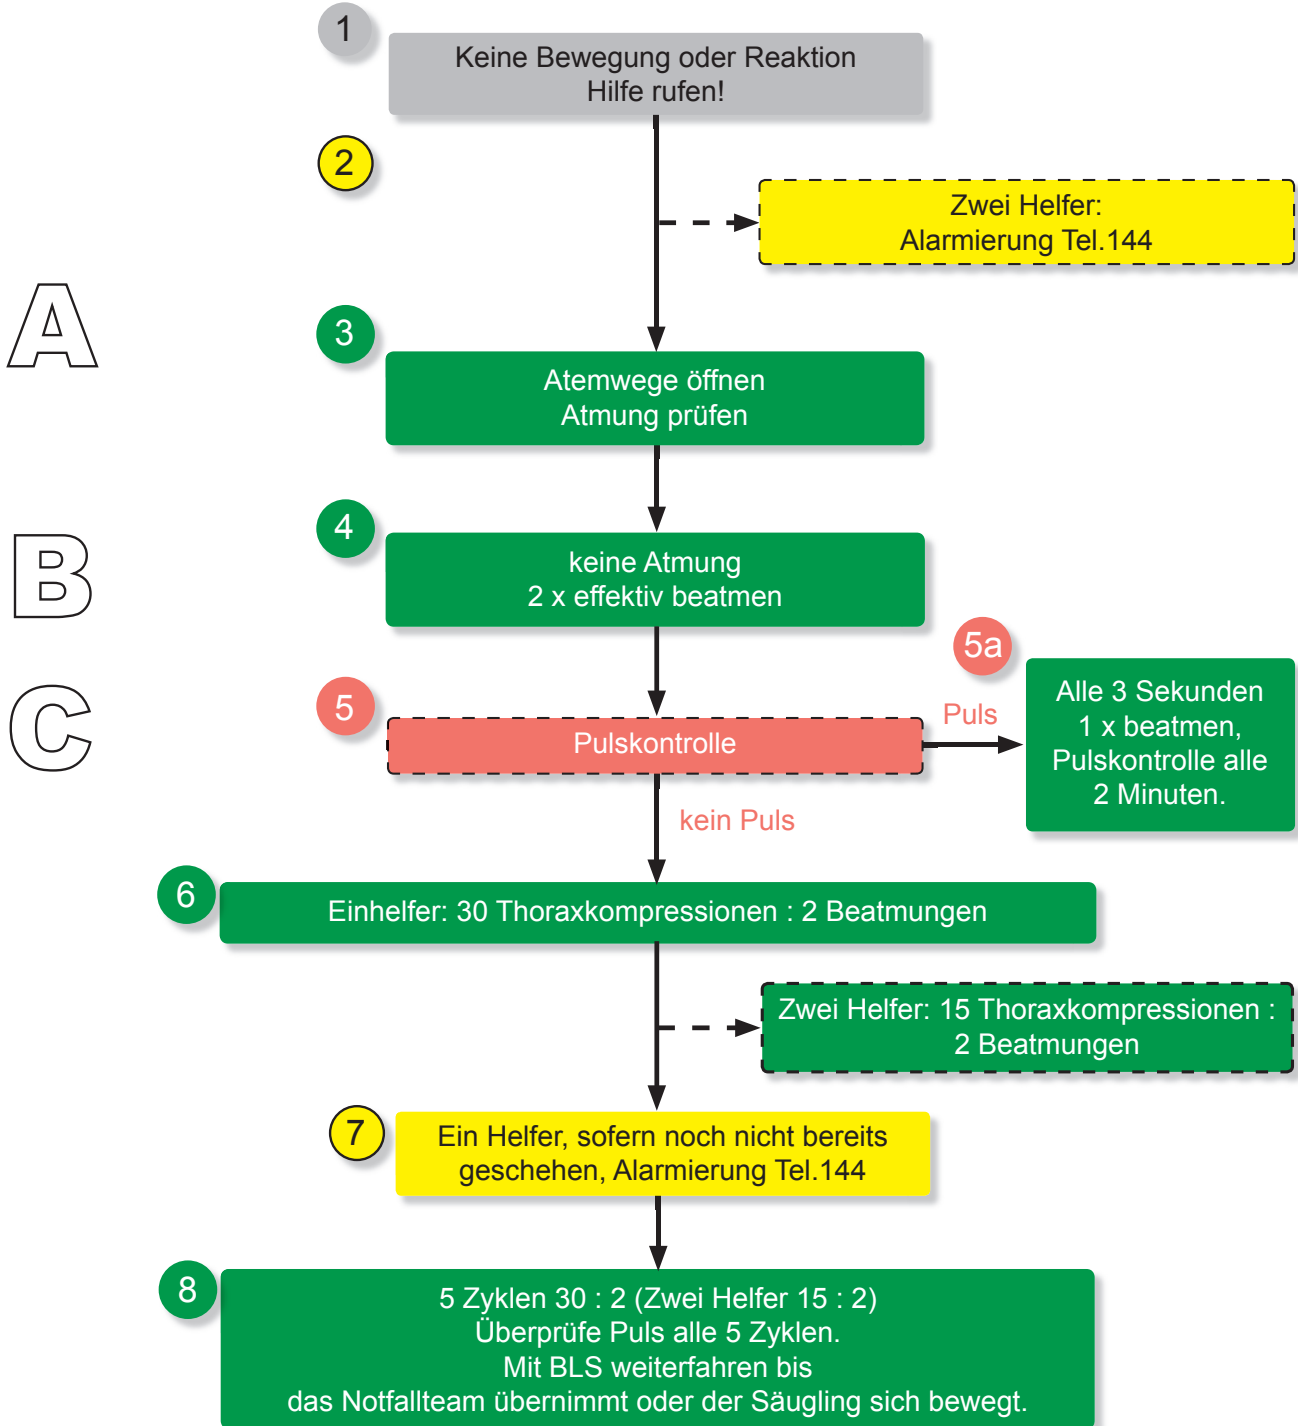 1
Keine Bewegung oder Reaktion
Hilfe rufen!
2
Zwei Helfer:
Alarmierung Tel.144
A
3
Atemwege öffnen
Atmung prüfen
B
4
keine Atmung
2 x effektiv beatmen
C
5
Pulskontrolle
Puls
5a
Alle 3 Sekunden
1 x beatmen,
Pulskontrolle alle
2 Minuten.
kein Puls
6
Einhelfer: 30 Thoraxkompressionen : 2 Beatmungen
Zwei Helfer: 15 Thoraxkompressionen :
2 Beatmungen
7
Ein Helfer, sofern noch nicht bereits
geschehen, Alarmierung Tel.144
8
5 Zyklen 30 : 2 (Zwei Helfer 15 : 2)
Überprüfe Puls alle 5 Zyklen.
Mit BLS weiterfahren bis
das Notfallteam übernimmt oder der Säugling sich bewegt.